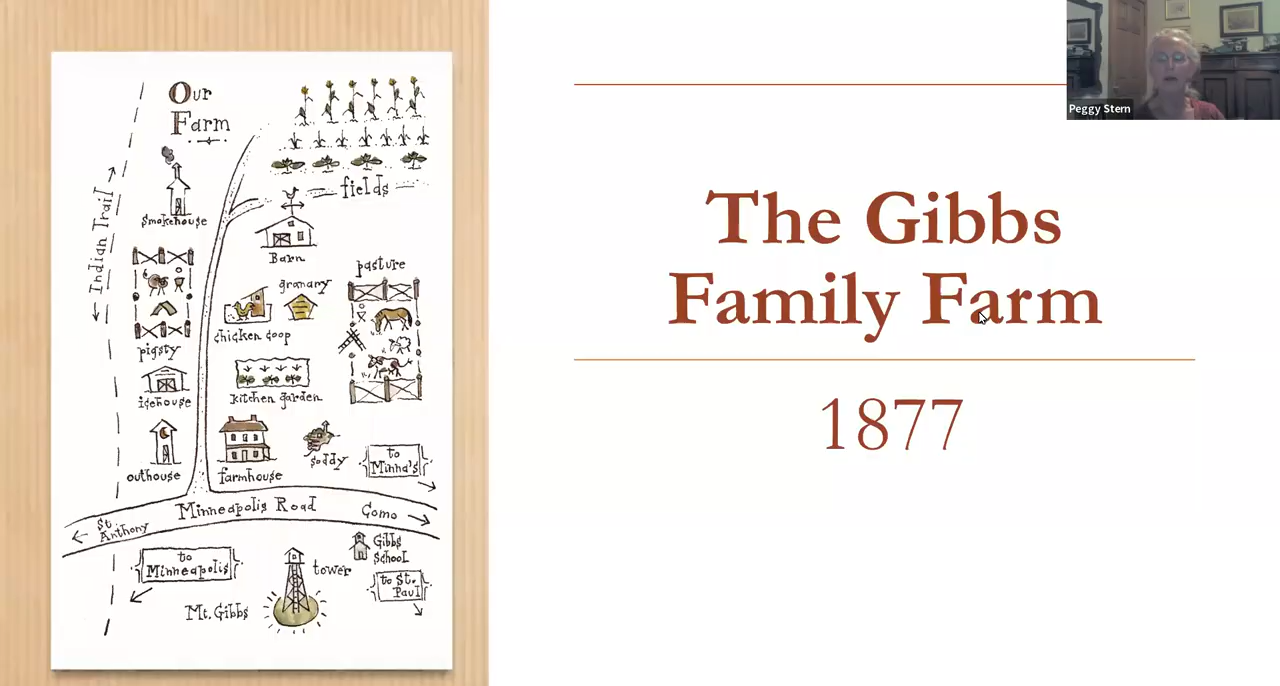 Our
Farm
Indian Trail
smokehouse
fields
Barn
pasture
granary
chicken coop
pigsty
icehouse
kitchen garden
outhouse
farmhouse
soddy
to
Minna's
Minneapolis Road
Como
St.
Anthony
to
Minneapolis
Gibbs
School
tower
to St.
Paul
Mt. Gibbs
The Gibbs
Family Farm
1877
Peggy Stern